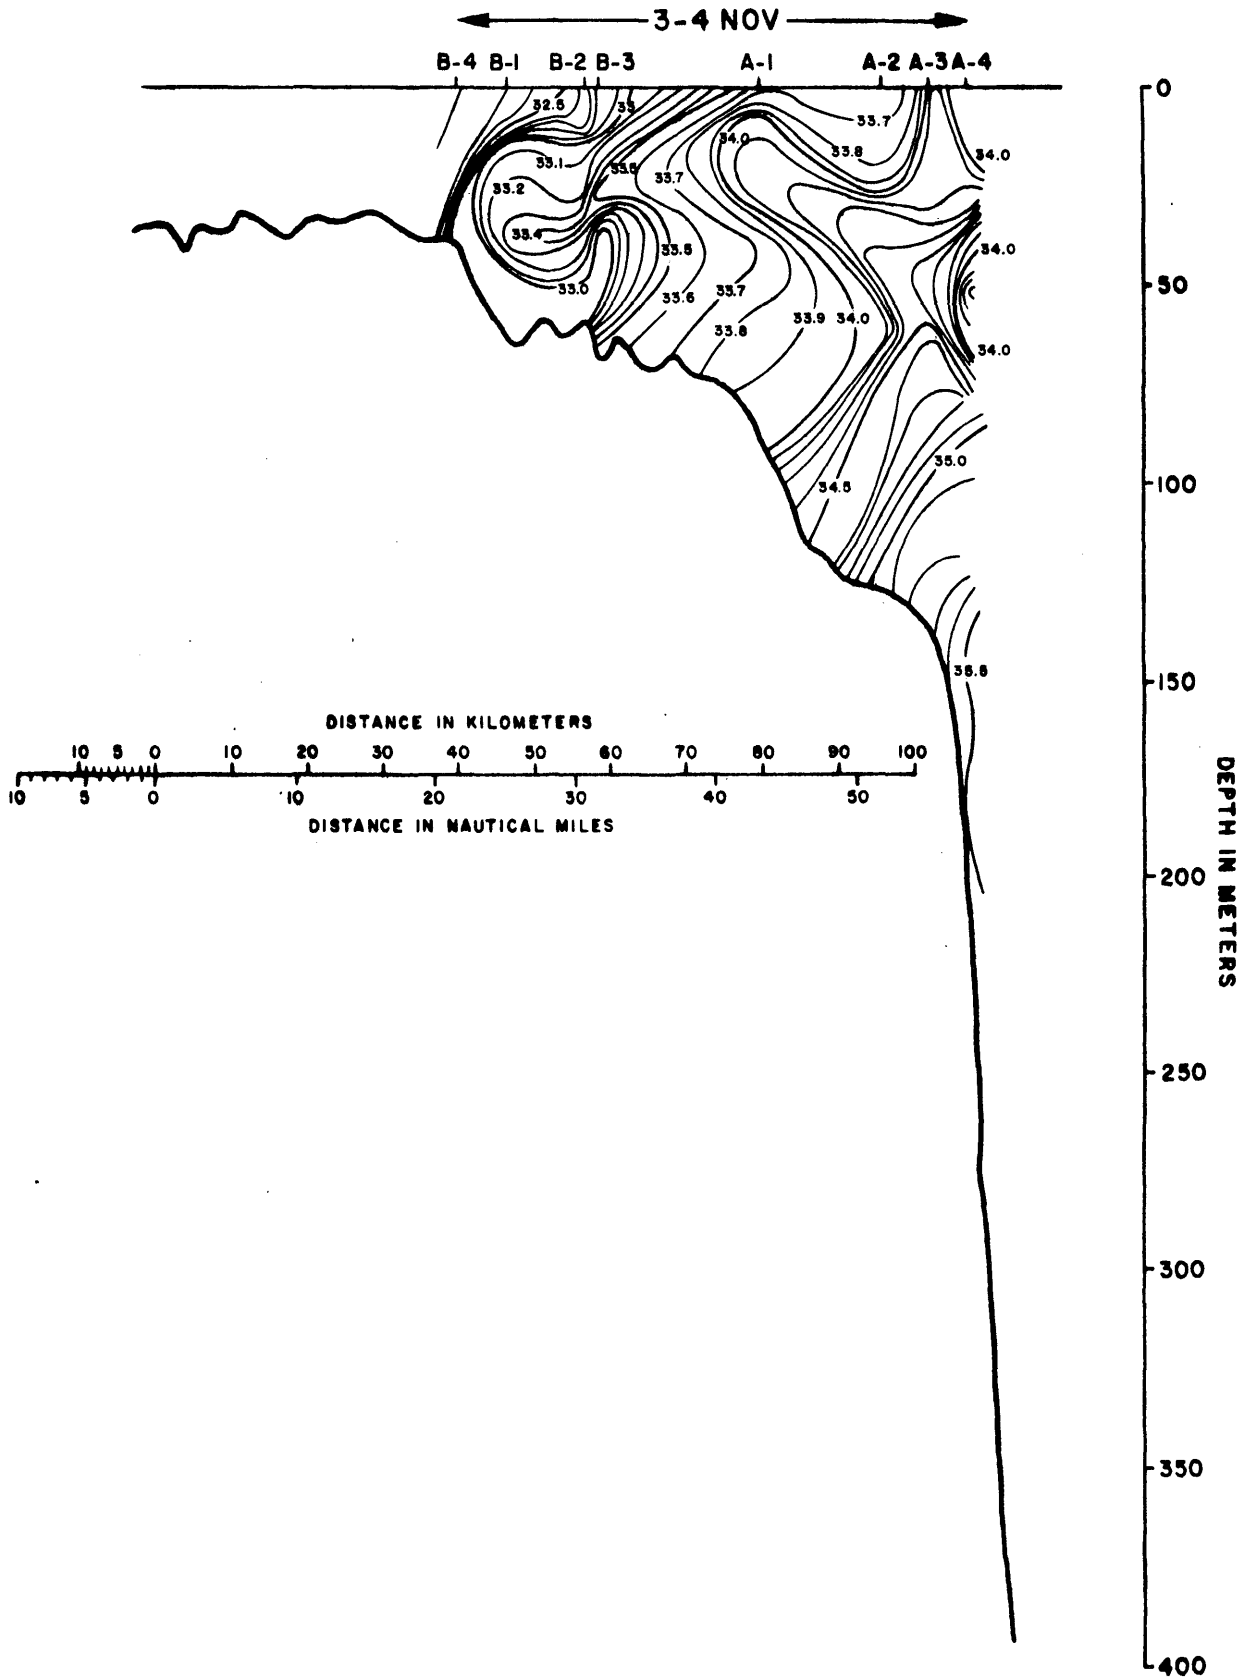 3-4 NOV
B-4 B-1 B-2 B-3 A-1 A-2 A-3 A-4
0
32.5 33 33.7
34.0 33.8 34.0
33.1 33.5 33.7
33.2
33.4 33.5 34.0
33.0 33.6 33.7 50
33.8 33.9 34.0
34.0
35.0
34.5 100
35.5 150
DISTANCE IN KILOMETERS
10 5 0 10 20 30 40 50 60 70 80 90 100
10 5 0 10 20 30 40 50
DISTANCE IN NAUTICAL MILES
DEPTH IN METERS
200
250
300
350
400